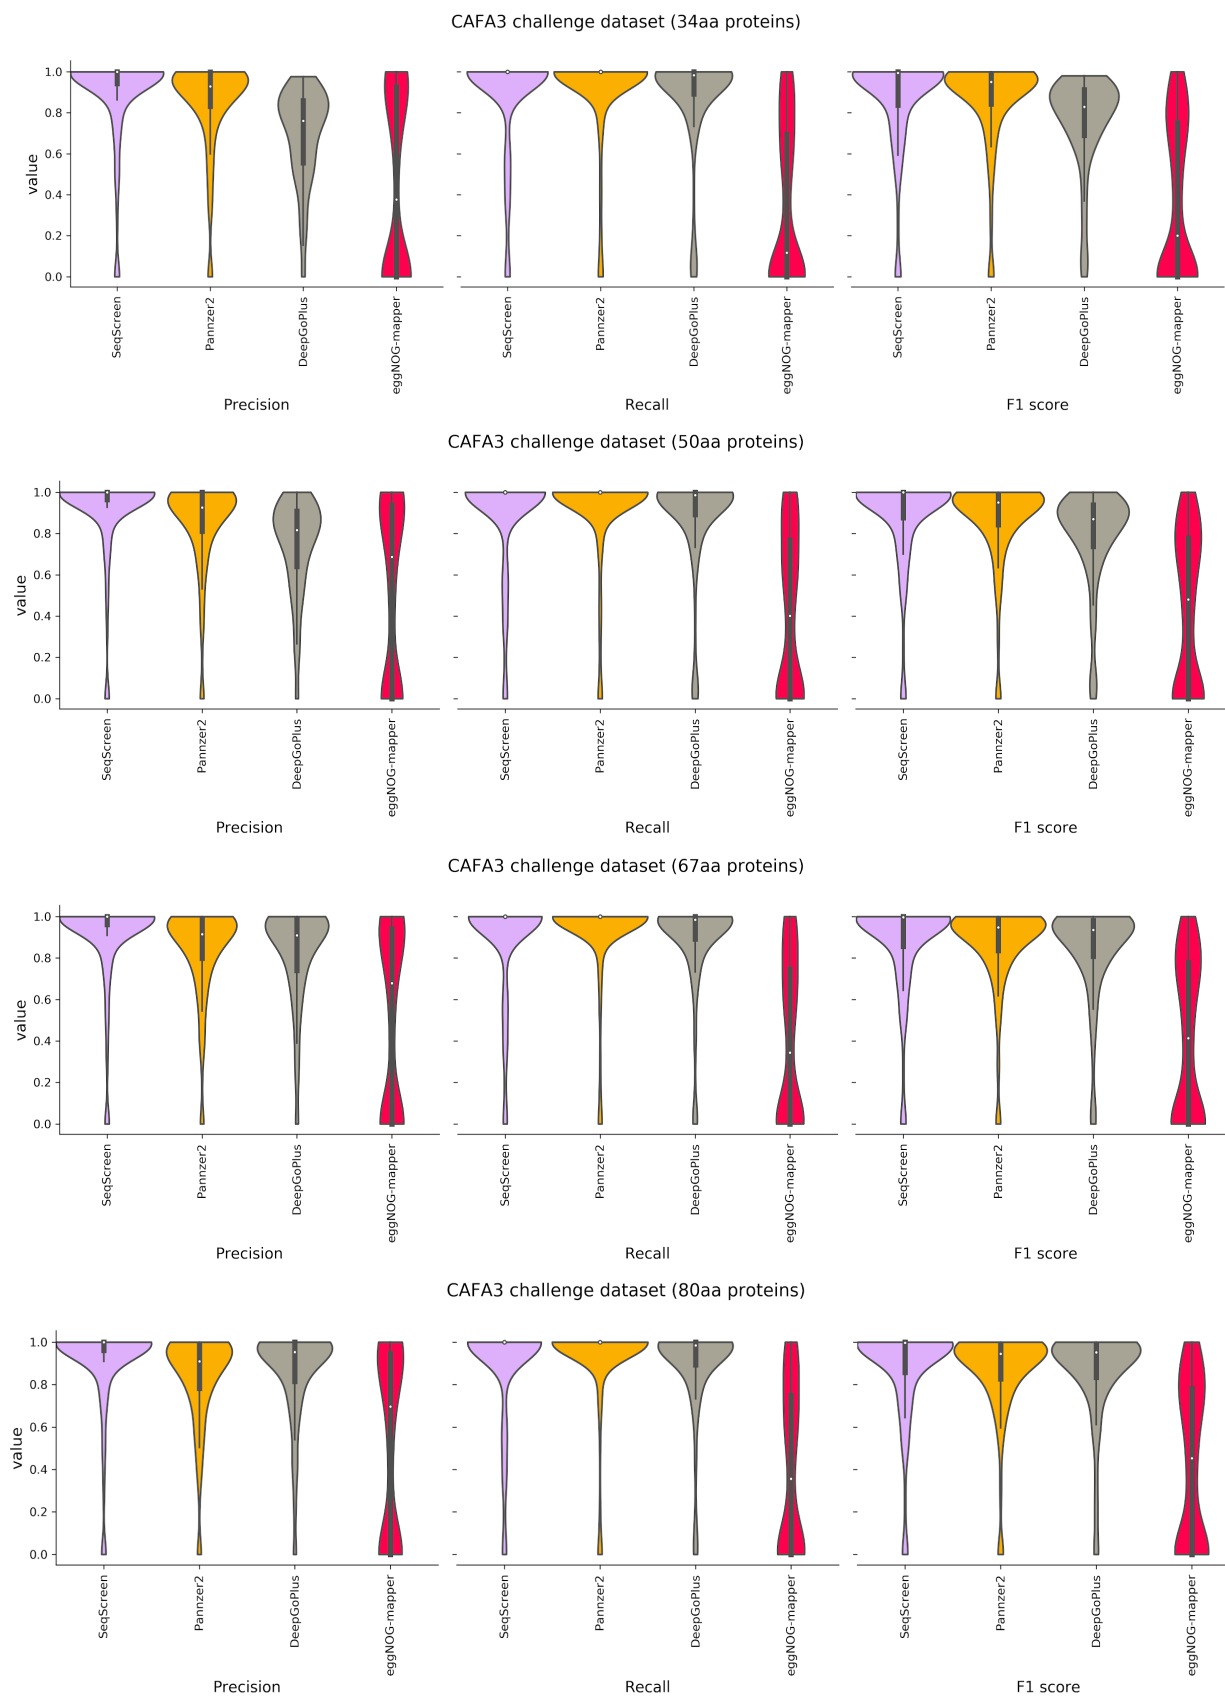 CAFA3 challenge dataset (34aa proteins)
value
1.0
0.8
0.6
0.4
0.2
0.0
SeqScreen
Pannzer2
DeepGoPlus
eggNOG-mapper
SeqScreen
Pannzer2
DeepGoPlus
eggNOG-mapper
SeqScreen
Pannzer2
DeepGoPlus
eggNOG-mapper
Precision
Recall
F1 score
CAFA3 challenge dataset (50aa proteins)
value
1.0
0.8
0.6
0.4
0.2
0.0
SeqScreen
Pannzer2
DeepGoPlus
eggNOG-mapper
SeqScreen
Pannzer2
DeepGoPlus
eggNOG-mapper
SeqScreen
Pannzer2
DeepGoPlus
eggNOG-mapper
Precision
Recall
F1 score
CAFA3 challenge dataset (67aa proteins)
value
1.0
0.8
0.6
0.4
0.2
0.0
SeqScreen
Pannzer2
DeepGoPlus
eggNOG-mapper
SeqScreen
Pannzer2
DeepGoPlus
eggNOG-mapper
SeqScreen
Pannzer2
DeepGoPlus
eggNOG-mapper
Precision
Recall
F1 score
CAFA3 challenge dataset (80aa proteins)
value
1.0
0.8
0.6
0.4
0.2
0.0
SeqScreen
Pannzer2
DeepGoPlus
eggNOG-mapper
SeqScreen
Pannzer2
DeepGoPlus
eggNOG-mapper
SeqScreen
Pannzer2
DeepGoPlus
eggNOG-mapper
Precision
Recall
F1 score